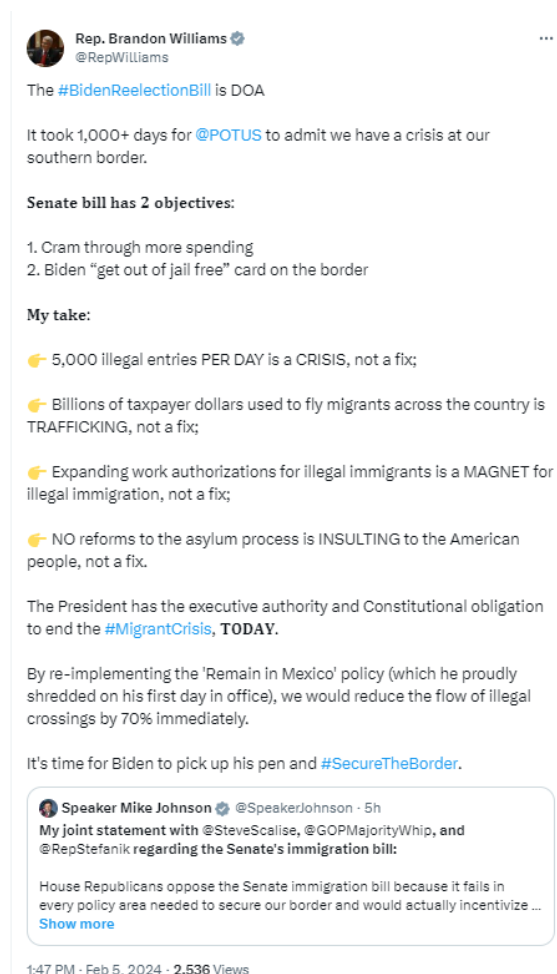 Rep. Brandon Williams
@RepWilliams
The #BidenReelectionBill is DOA
It took 1,000+ days for @POTUS to admit we have a crisis at our
southern border.
Senate bill has 2 objectives:
1. Cram through more spending
2. Biden “get out of jail free” card on the border
My take:
👉 5,000 illegal entries PER DAY is a CRISIS, not a fix;
👉 Billions of taxpayer dollars used to fly migrants across the country is
TRAFFICKING, not a fix;
👉 Expanding work authorizations for illegal immigrants is a MAGNET for
illegal immigration, not a fix;
👉 NO reforms to the asylum process is INSULTING to the American
people, not a fix.
The President has the executive authority and Constitutional obligation
to end the #MigrantCrisis, TODAY.
By re-implementing the 'Remain in Mexico' policy (which he proudly
shredded on his first day in office), we would reduce the flow of illegal
crossings by 70% immediately.
It's time for Biden to pick up his pen and #SecureTheBorder.
Speaker Mike Johnson @SpeakerJohnson · 5h
My joint statement with @SteveScalise, @GOPMajorityWhip, and
@RepStefanik regarding the Senate's immigration bill:
House Republicans oppose the Senate immigration bill because it fails in
every policy area needed to secure our border and would actually incentivize ...
Show more
1:47 PM · Feb 5, 2024 · 2,536 Views